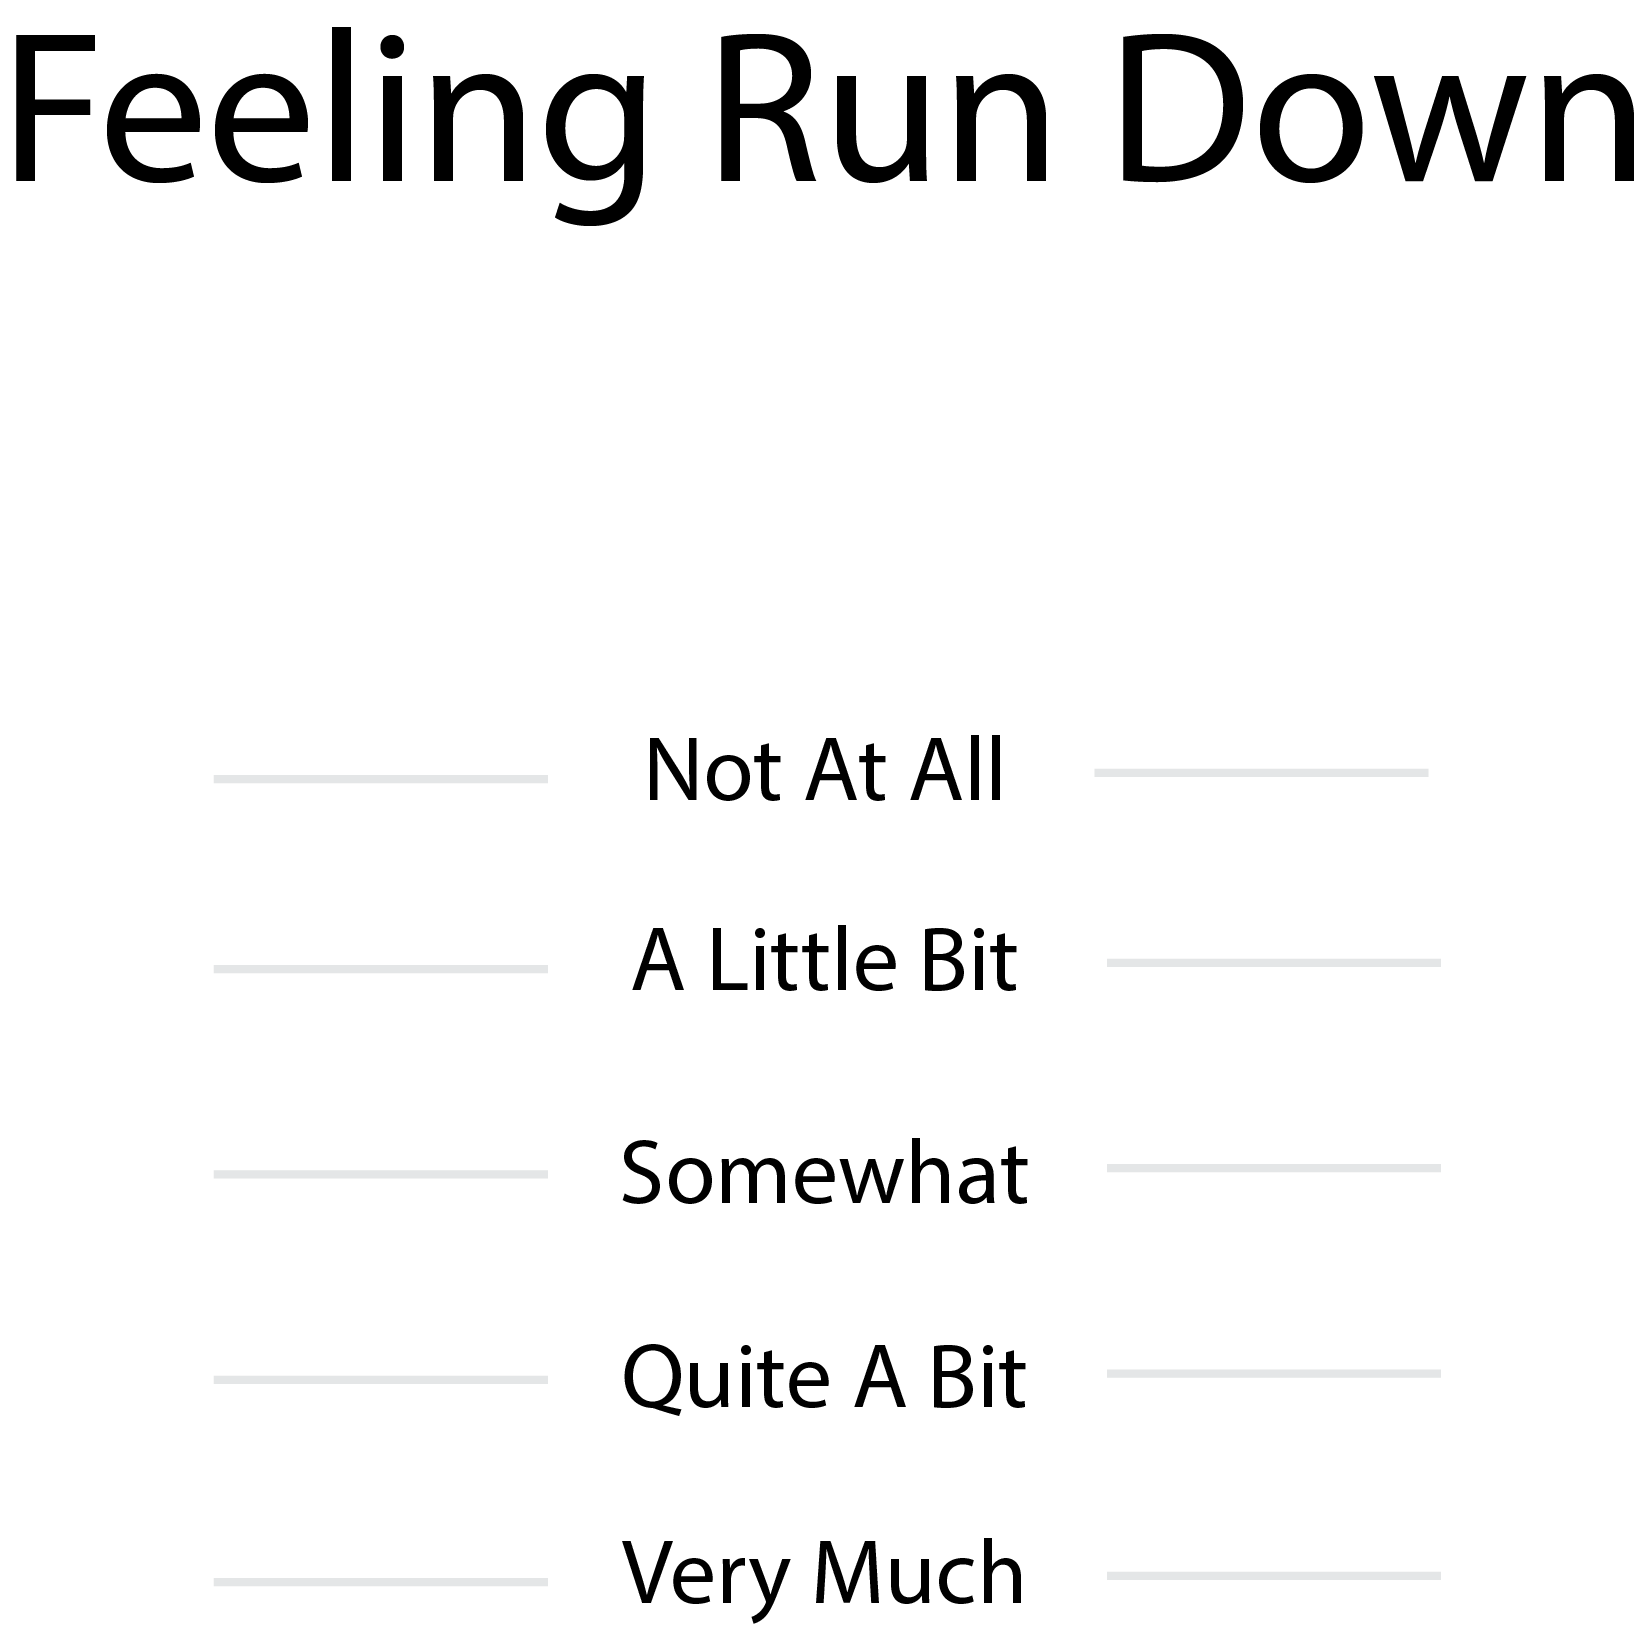 Feeling Run Down
Not At All
A Little Bit
Somewhat
Quite A Bit
Very Much